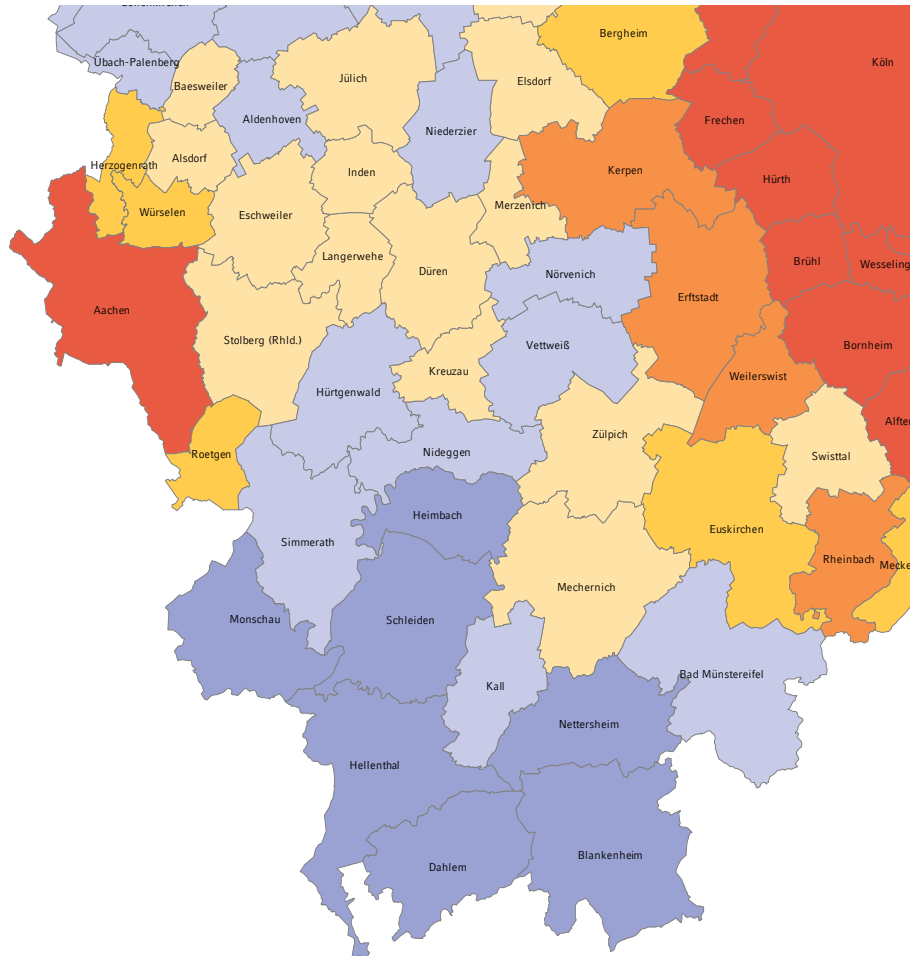 Bergheim
Übach-Palenberg
Köln
Jülich
Elsdorf
Baesweiler
Aldenhoven
Frechen
Niederzier
Alsdorf
Herzogenrath
Inden
Kerpen
Hürth
Merzenich
Würselen
Eschweiler
Langerwehe
Brühl
Wesseling
Düren
Nörvenich
Erftstadt
Aachen
Stolberg (Rhld.)
Vettweiß
Bornheim
Kreuzau
Weilerswist
Hürtgenwald
Alfter
Zülpich
Nideggen
Roetgen
Swisttal
Heimbach
Euskirchen
Simmerath
Rheinbach
Mecke
Mechernich
Monschau
Schleiden
Bad Münstereifel
Kall
Nettersheim
Hellenthal
Blankenheim
Dahlem